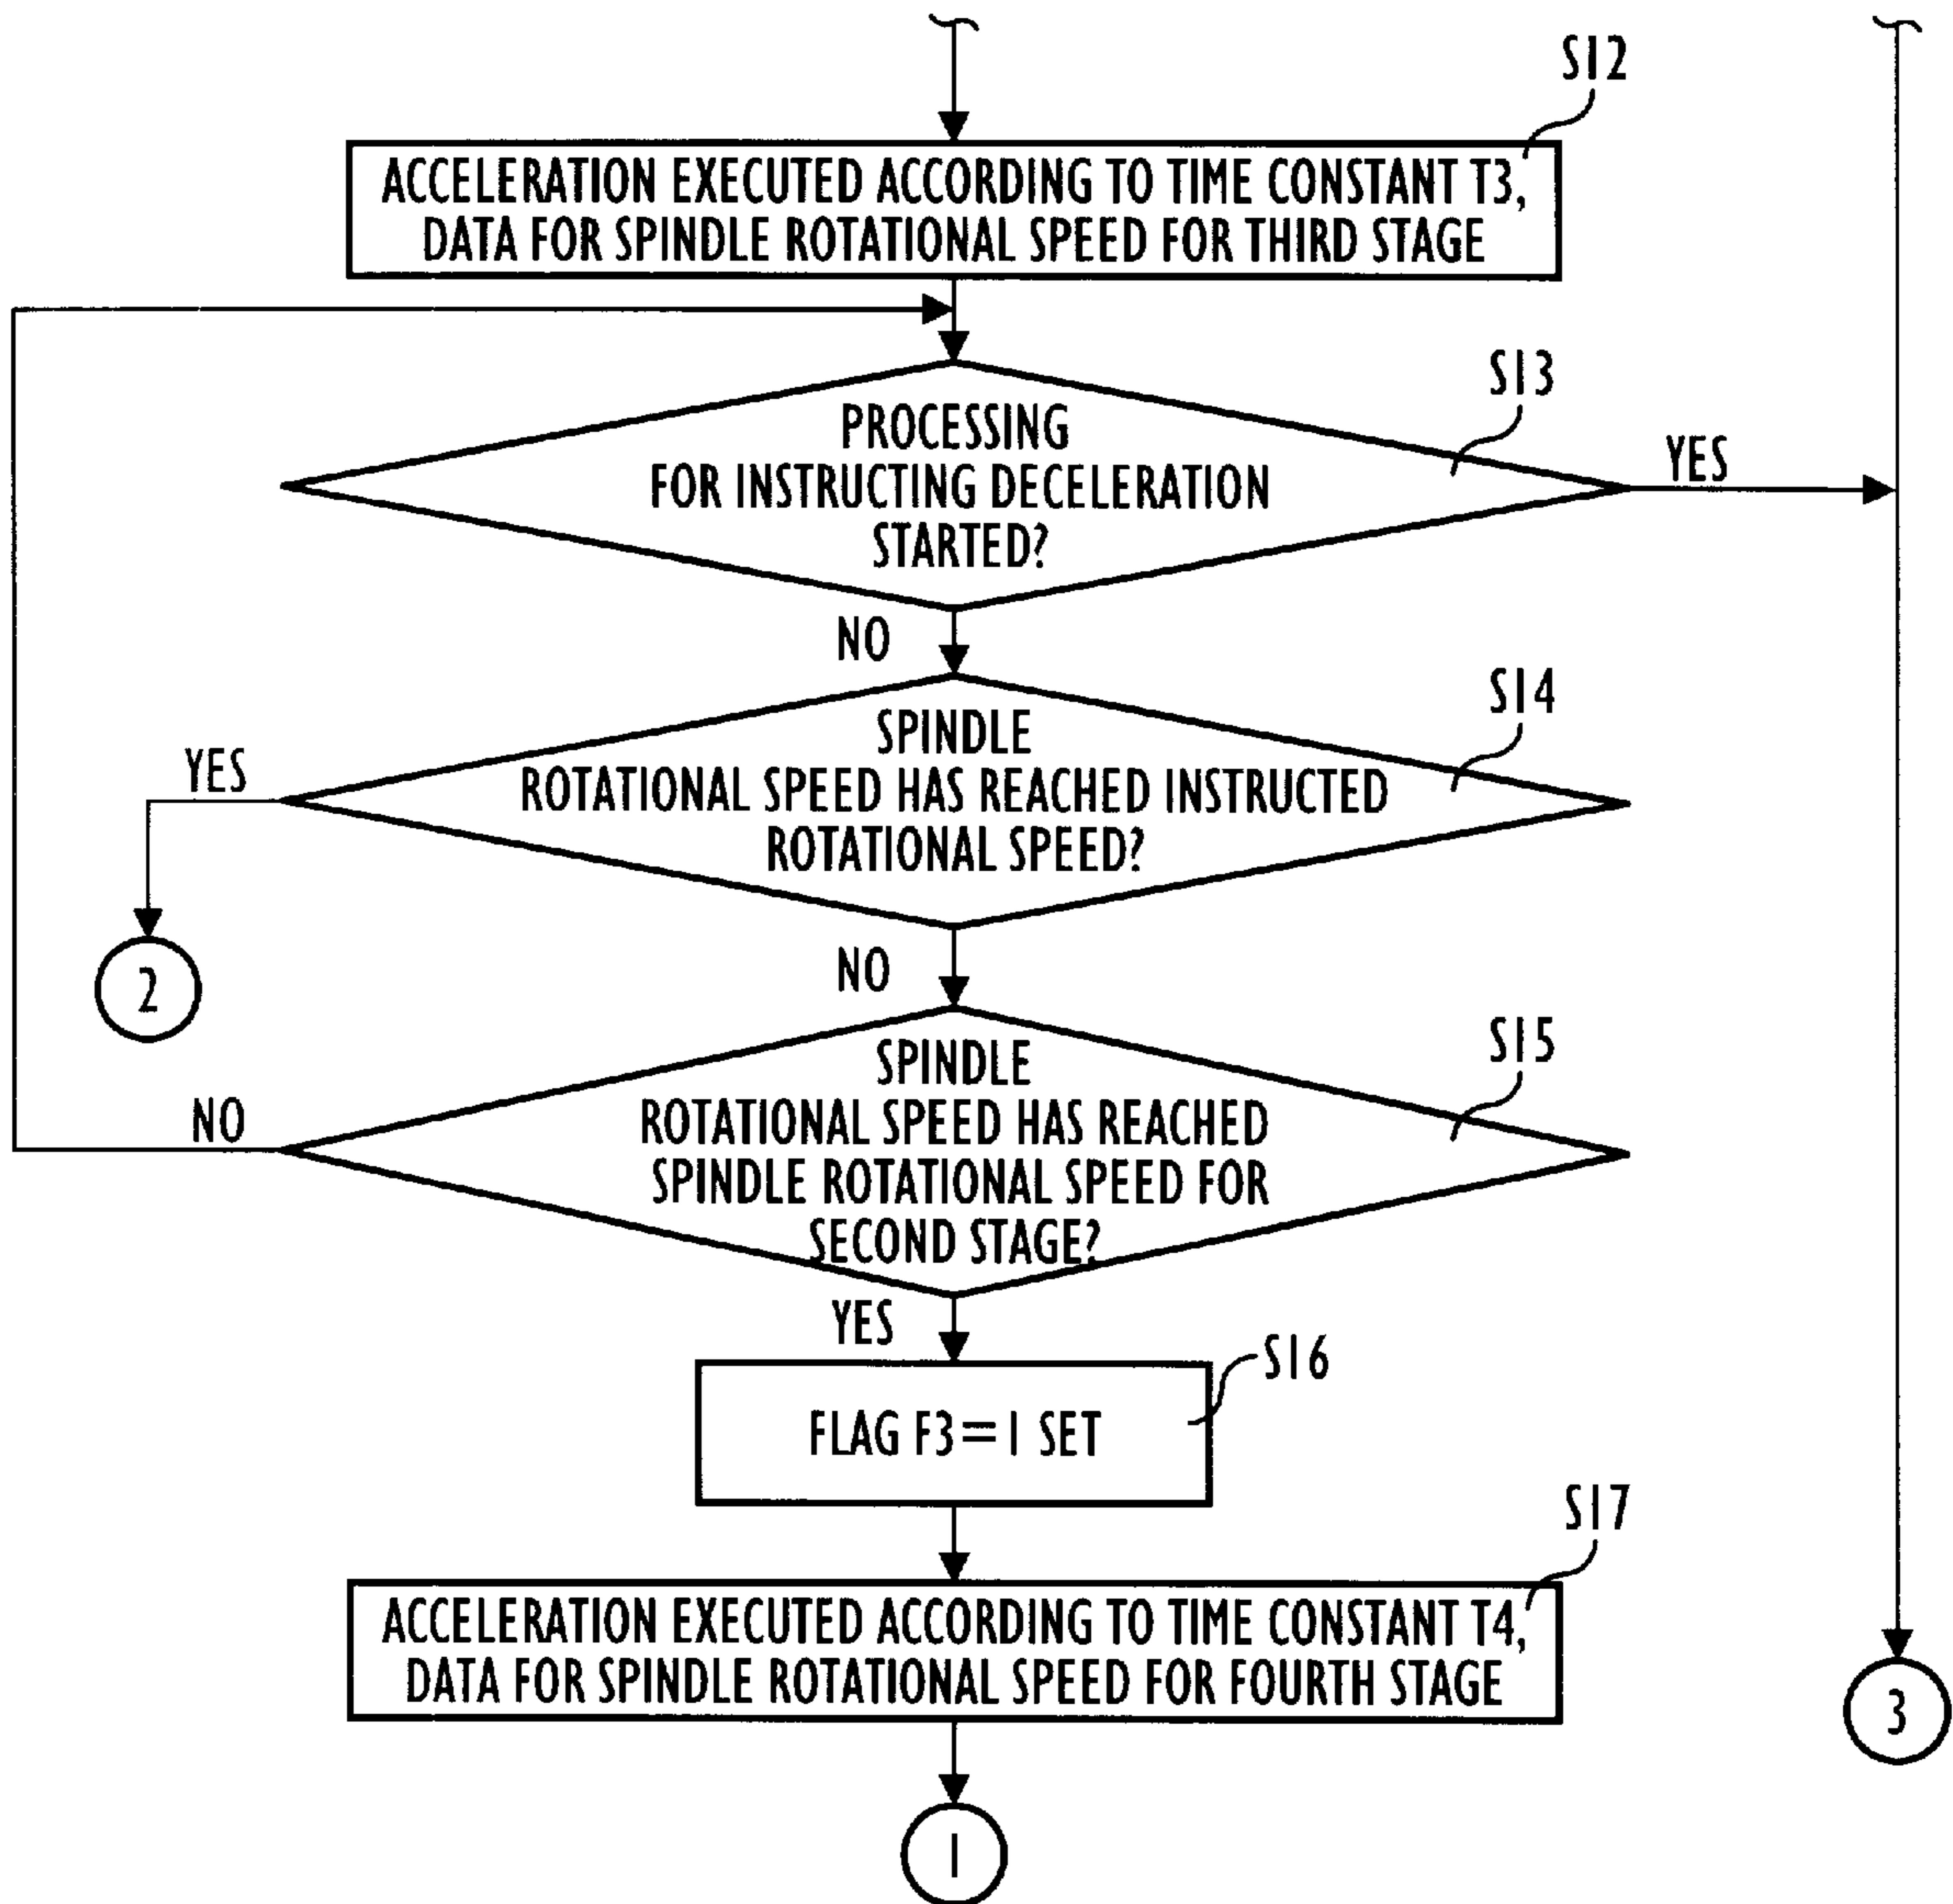 S12
ACCELERATION EXECUTED ACCORDING TO TIME CONSTANT T3,
DATA FOR SPINDLE ROTATIONAL SPEED FOR THIRD STAGE
S13
PROCESSING
FOR INSTRUCTING DECELERATION
STARTED?
YES
NO
S14
SPINDLE
ROTATIONAL SPEED HAS REACHED INSTRUCTED
ROTATIONAL SPEED?
YES
2
NO
S15
SPINDLE
ROTATIONAL SPEED HAS REACHED
SPINDLE ROTATIONAL SPEED FOR
SECOND STAGE?
NO
YES
S16
FLAG F3=1 SET
S17
ACCELERATION EXECUTED ACCORDING TO TIME CONSTANT T4,
DATA FOR SPINDLE ROTATIONAL SPEED FOR FOURTH STAGE
3
1